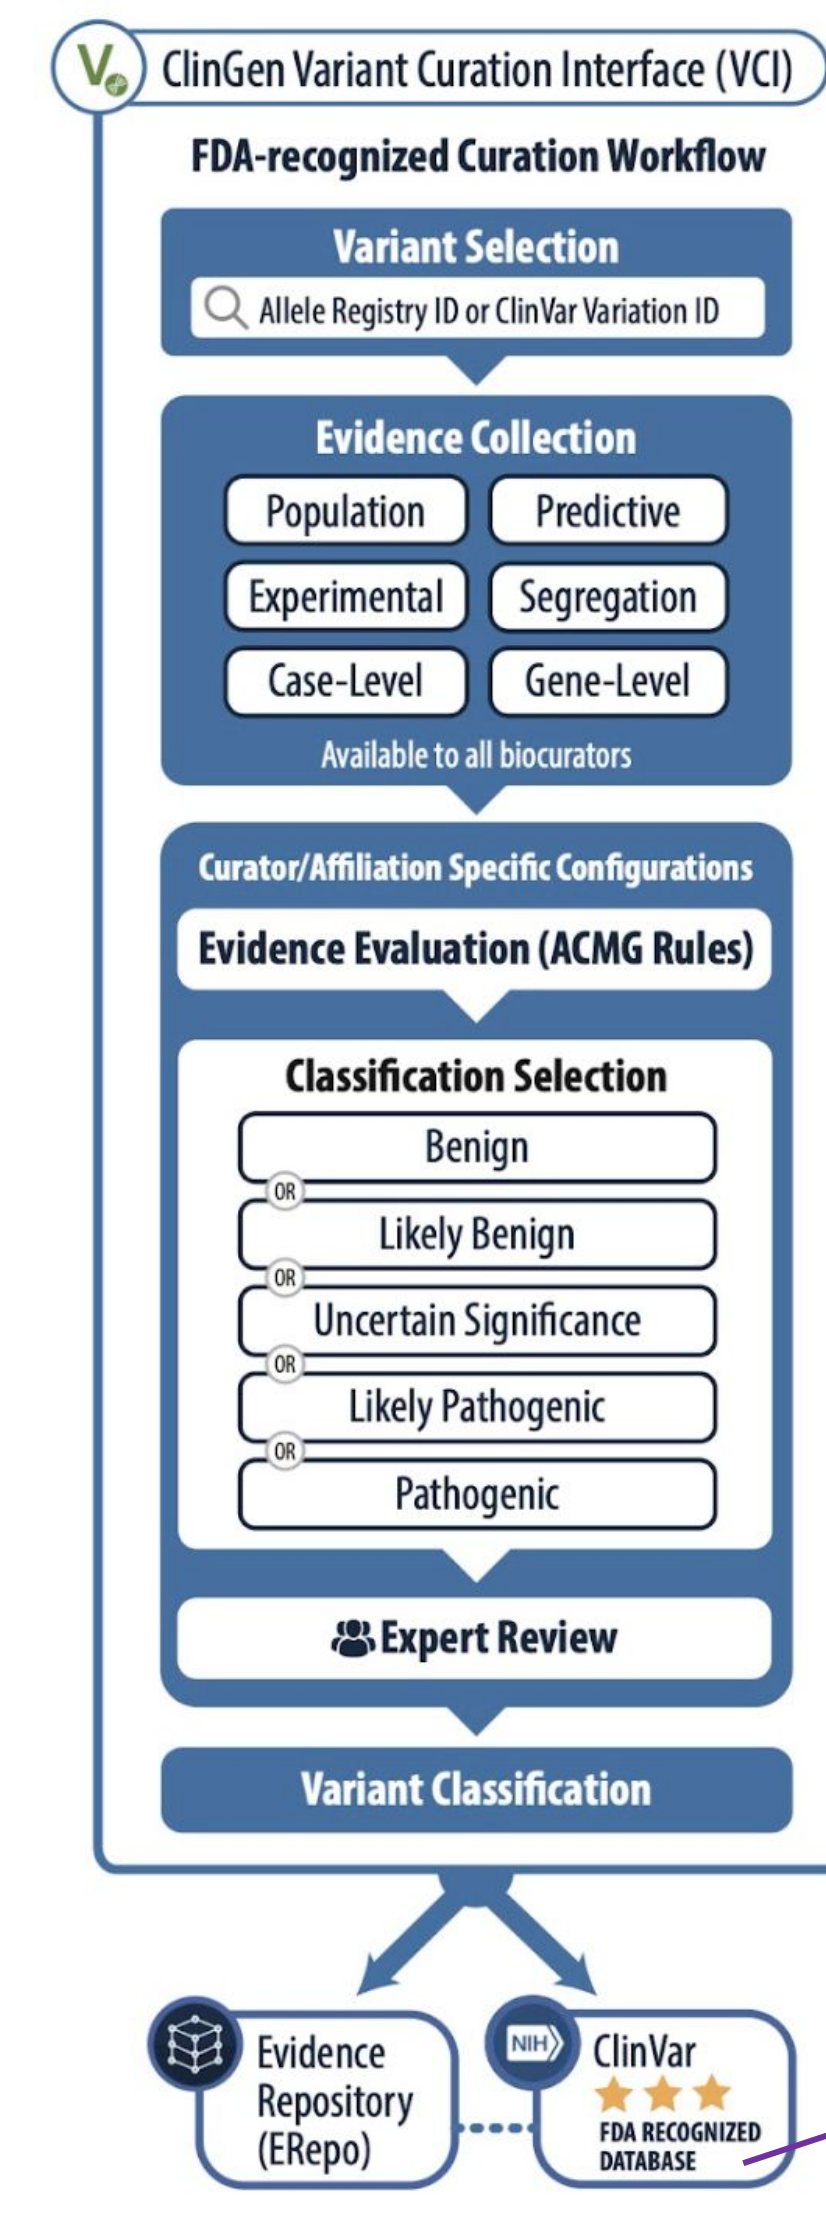 V
ClinGen Variant Curation Interface (VCI)
FDA-recognized Curation Workflow
Variant Selection
Allele Registry ID or ClinVar Variation ID
Evidence Collection
Population
Predictive
Experimental
Segregation
Case-Level
Gene-Level
Available to all biocurators
Curator/Affiliation Specific Configurations
Evidence Evaluation (ACMG Rules)
Classification Selection
Benign
OR
Likely Benign
OR
Uncertain Significance
OR
Likely Pathogenic
OR
Pathogenic
Expert Review
Variant Classification
Evidence
Repository
(ERepo)
NIH
ClinVar
FDA RECOGNIZED
DATABASE